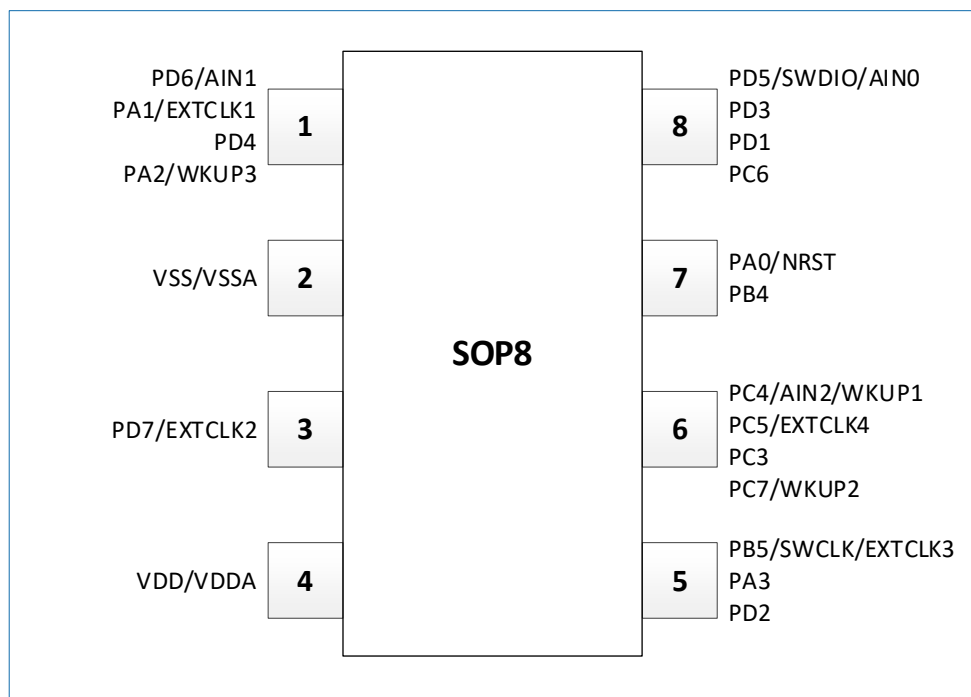 PD6/AIN1
PA1/EXTCLK1
PD4
PA2/WKUP3
1
VSS/VSSA
2
PD7/EXTCLK2
3
VDD/VDDA
4
SOP8
8
PD5/SWDIO/AIN0
PD3
PD1
PC6
7
PA0/NRST
PB4
6
PC4/AIN2/WKUP1
PC5/EXTCLK4
PC3
PC7/WKUP2
5
PB5/SWCLK/EXTCLK3
PA3
PD2